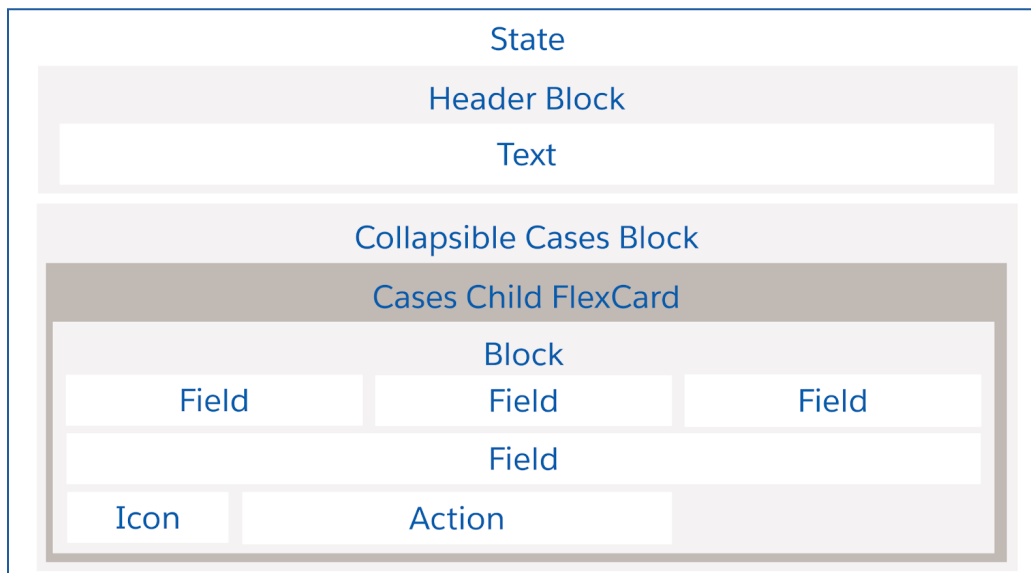 State
Header Block
Text
Collapsible Cases Block
Cases Child FlexCard
Block
Field Field Field
Field
Icon Action